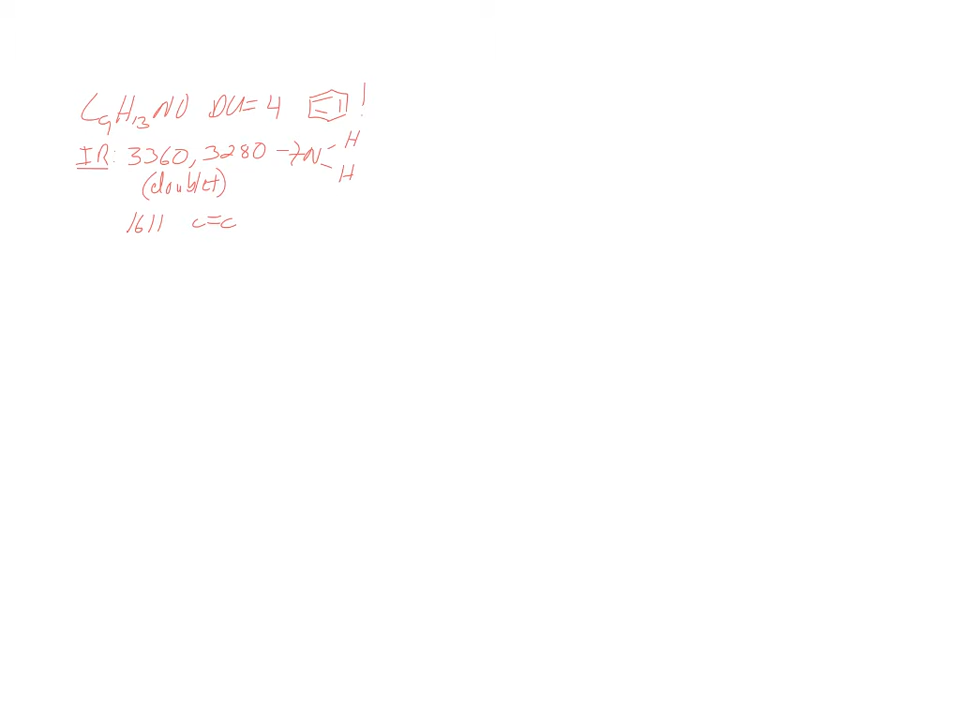 C₉H₁₃NO DU= 4 !
IR: 3360, 3280 → N H H
(doublet)
1611 C=C